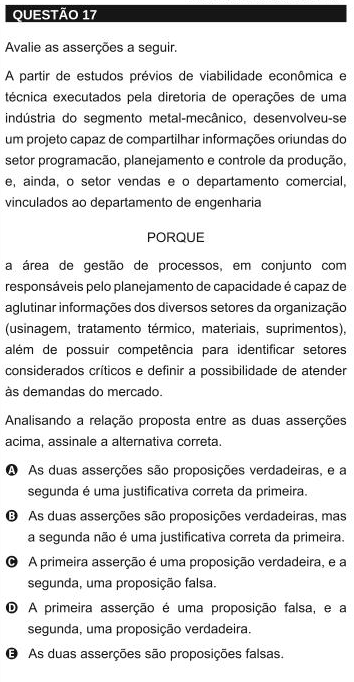 QUESTÃO 17
Avalie as asserções a seguir.
A partir de estudos prévios de viabilidade econômica e
técnica executados pela diretoria de operações de uma
indústria do segmento metal-mecânico, desenvolveu-se
um projeto capaz de compartilhar informações oriundas do
setor programacão, planejamento e controle da produção,
e, ainda, o setor vendas e o departamento comercial,
vinculados ao departamento de engenharia
PORQUE
a área de gestão de processos, em conjunto com
responsáveis pelo planejamento de capacidade é capaz de
aglutinar informações dos diversos setores da organização
(usinagem, tratamento térmico, materiais, suprimentos),
além de possuir competência para identificar setores
considerados críticos e definir a possibilidade de atender
às demandas do mercado.
Analisando a relação proposta entre as duas asserções
acima, assinale a alternativa correta.
A As duas asserções são proposições verdadeiras, e a
segunda é uma justificativa correta da primeira.
B As duas asserções são proposições verdadeiras, mas
a segunda não é uma justificativa correta da primeira.
C A primeira asserção é uma proposição verdadeira, e a
segunda, uma proposição falsa.
D A primeira asserção é uma proposição falsa, e a
segunda, uma proposição verdadeira.
E As duas asserções são proposições falsas.